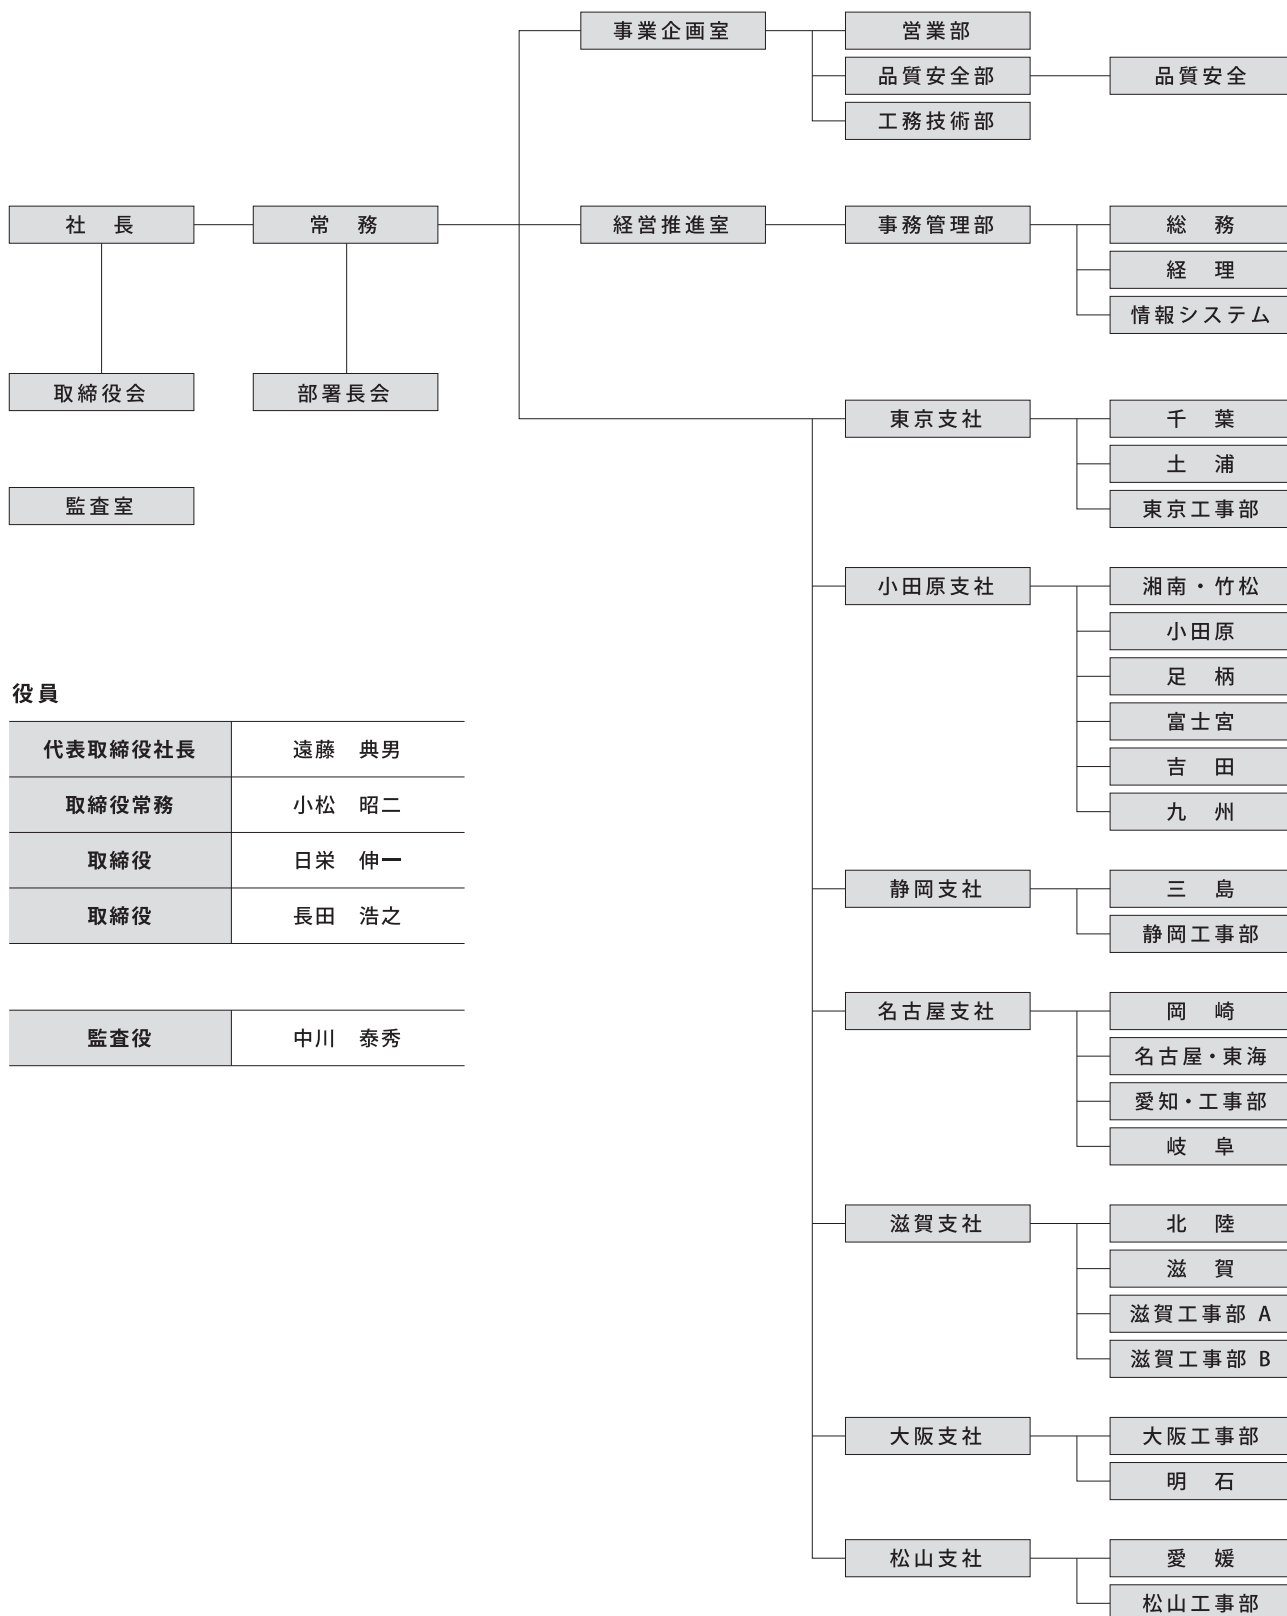 事業企画室
営業部
品質安全部
品質安全
工務技術部
社　長
常　務
経営推進室
事務管理部
総　務
経　理
情報システム
取締役会
部署長会
監査室
東京支社
千　葉
土　浦
東京工事部
小田原支社
湘南・竹松
小田原
足　柄
富士宮
吉　田
九　州
静岡支社
三　島
静岡工事部
名古屋支社
岡　崎
名古屋・東海
愛知・工事部
岐　阜
滋賀支社
北　陸
滋　賀
滋賀工事部 A
滋賀工事部 B
大阪支社
大阪工事部
明　石
松山支社
愛　媛
松山工事部
役員
代表取締役社長　遠藤　典男
取締役常務　小松　昭二
取締役　日栄　伸一
取締役　長田　浩之
監査役　中川　泰秀